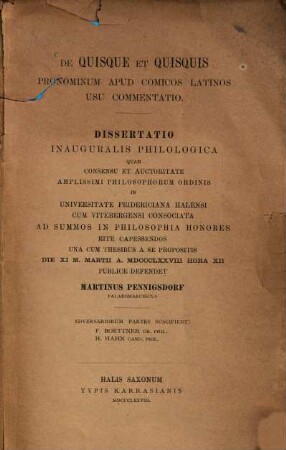 DE QUISQUE ET QUISQUIS
PRONOMINUM APUD COMICOS LATINOS
USU COMMENTATIO.
DISSERTATIO
INAUGURALIS PHILOLOGICA
QUAM
CONSENSU ET AUCTORITATE
AMPLISSIMI PHILOSOPHORUM ORDINIS
IN
UNIVERSITATE FRIDERICIANA HALENSI
CUM VITEBERGENSI CONSOCIATA
AD SUMMOS IN PHILOSOPHIA HONORES
RITE CAPESSENDOS
UNA CUM THESIBUS A SE PROPOSITIS
DIE XI M. MARTII A. MDCCCLXXVIII HORA XII
PUBLICE DEFENDET
MARTINUS PENNIGSDORF
PALAEOMARCHICUS
ADVERSARIORUM PARTES SUSCIPIENT:
F. BOETTNER DR. PHIL.
H. HAHN CAND. PHIL.
HALIS SAXONUM
TYPIS KARRASIANIS
MDCCCLXXVIII.